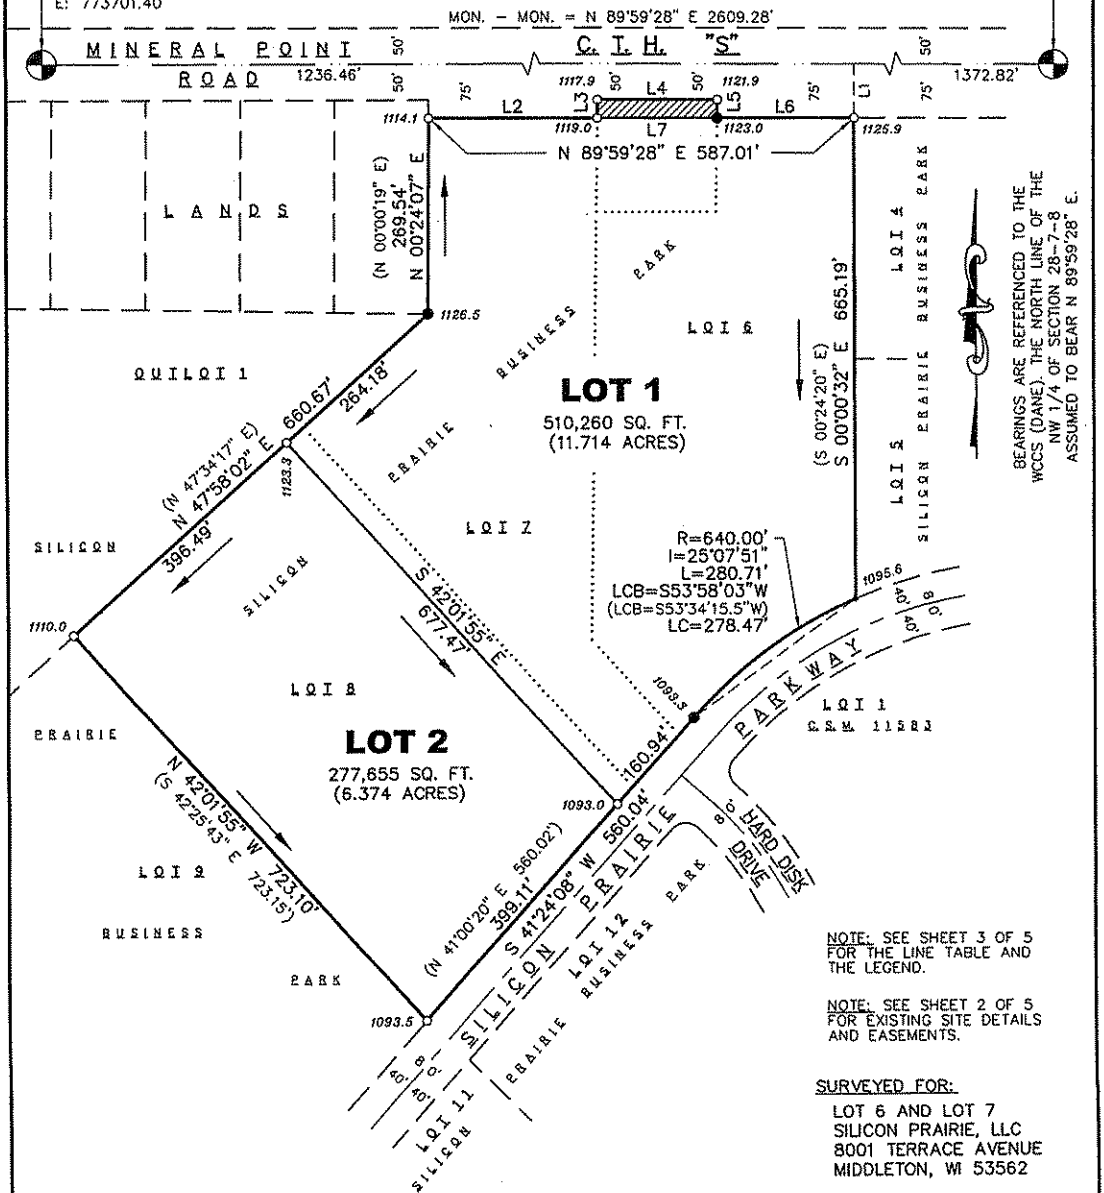 E: 773701.40
MON. - MON. = N 89°59'28" E 2609.28'
MINERAL POINT
ROAD
C. T. H. "S"
1236.46'
1372.82'
50'
50'
75'
50'
50'
75'
50'
75'
1117.9
1121.9
L1
L2
L3
L4
L5
L6
L7
1114.1
1119.0
1123.0
1125.9
N 89°59'28" E 587.01'
LANDS
(N 00°00'19" E)
269.54'
N 00°24'07" E
1126.5
OUTLOT 1
LOT 6
PARK
BUSINESS
PRAIRIE
SILICON
LOT 1
510,260 SQ. FT.
(11.714 ACRES)
(S 00°24'20" E)
S 00°00'32" E 665.19'
LOT 4
LOT 5
SILICON PRAIRIE BUSINESS PARK
BEARINGS ARE REFERENCED TO THE
WCCS (DANE). THE NORTH LINE OF THE
NW 1/4 OF SECTION 28-7-8
ASSUMED TO BEAR N 89°59'28" E.
660.67'
264.18'
(N 47°34'17" E)
N 47°58'02" E
396.49'
1123.3
SILICON
1110.0
LOT 7
R=640.00'
I=25°07'51"
L=280.71'
LCB=S53°58'03"W
(LCB=S53°34'15.5"W)
LC=278.47'
1095.6
40'
40'
80'
S 42°01'55" E
677.47'
LOT 8
LOT 2
277,655 SQ. FT.
(6.374 ACRES)
PRAIRIE
N 42°01'55" W 723.10'
(S 42°25'43" E 723.15')
LOT 9
BUSINESS
PARK
1093.3
160.94'
1093.0
(N 41°00'20" E 560.02')
399.11'
S 41°24'08" W 560.04'
SILICON PRAIRIE PARKWAY
LOT 1
C.S.M. 11583
80'
HARD DISK
DRIVE
1093.5
80'
40' 40'
LOT 12
BUSINESS
PARK
PRAIRIE
LOT 11
SILICON
NOTE: SEE SHEET 3 OF 5
FOR THE LINE TABLE AND
THE LEGEND.
NOTE: SEE SHEET 2 OF 5
FOR EXISTING SITE DETAILS
AND EASEMENTS.
SURVEYED FOR:
LOT 6 AND LOT 7
SILICON PRAIRIE, LLC
8001 TERRACE AVENUE
MIDDLETON, WI 53562